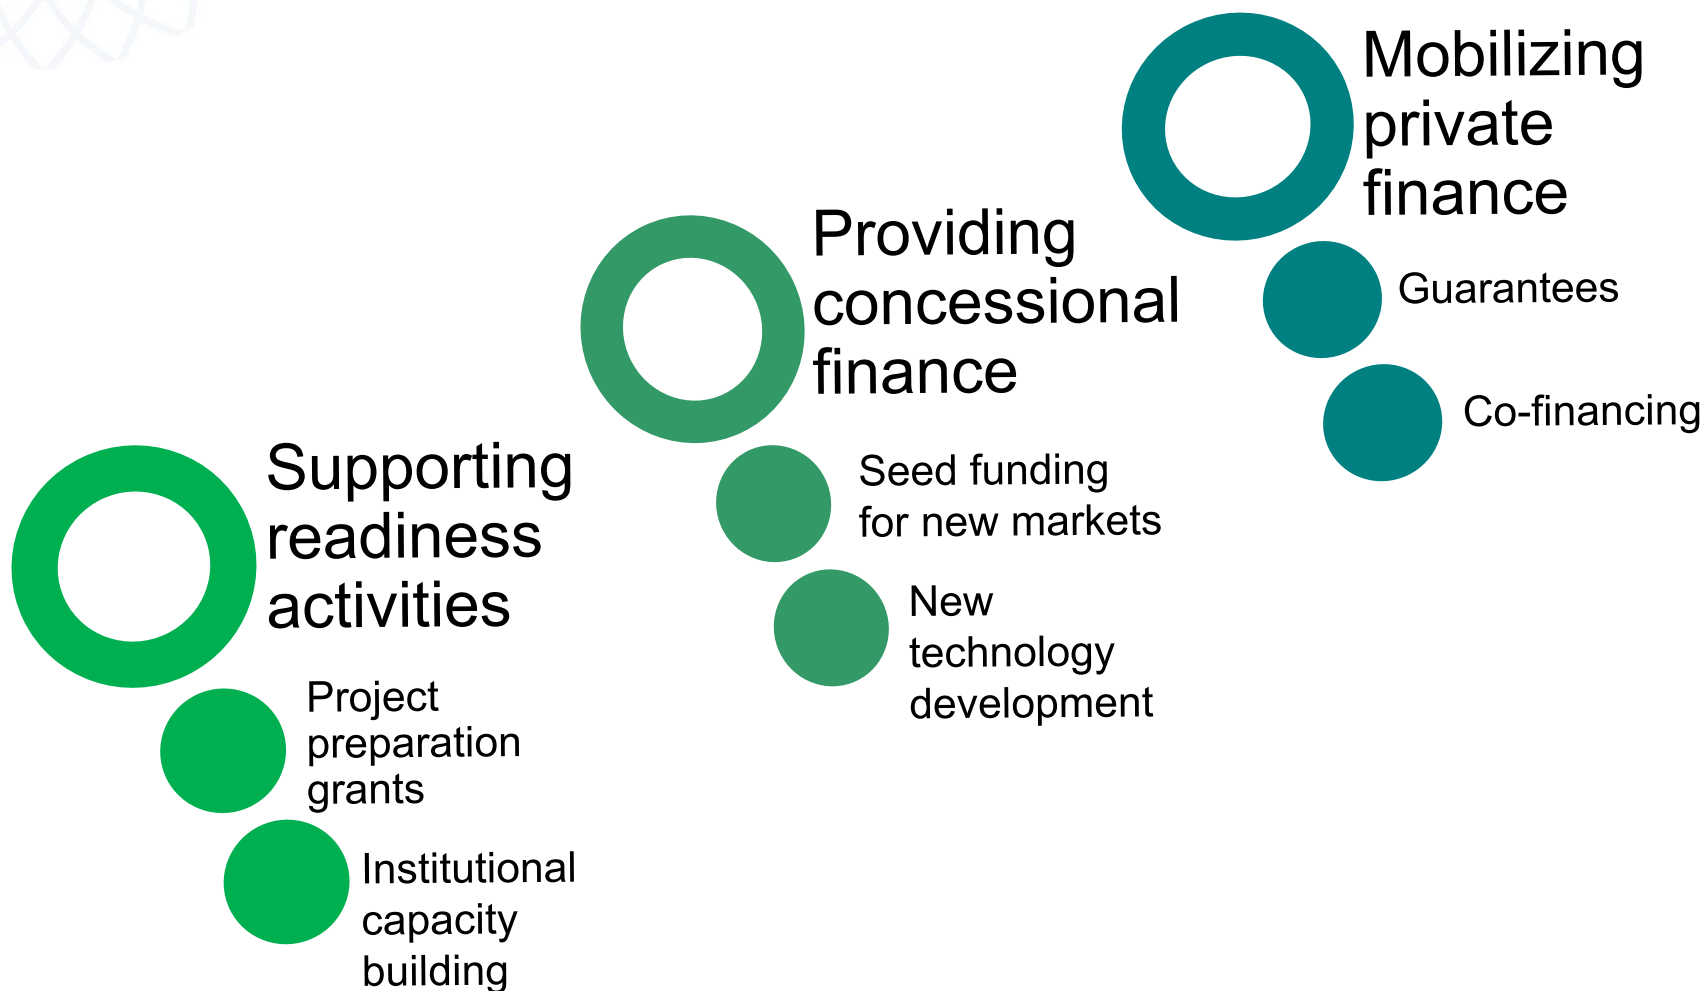 Supporting
readiness
activities
Project
preparation
grants
Institutional
capacity
building
Providing
concessional
finance
Seed funding
for new markets
New
technology
development
Mobilizing
private
finance
Guarantees
Co-financing